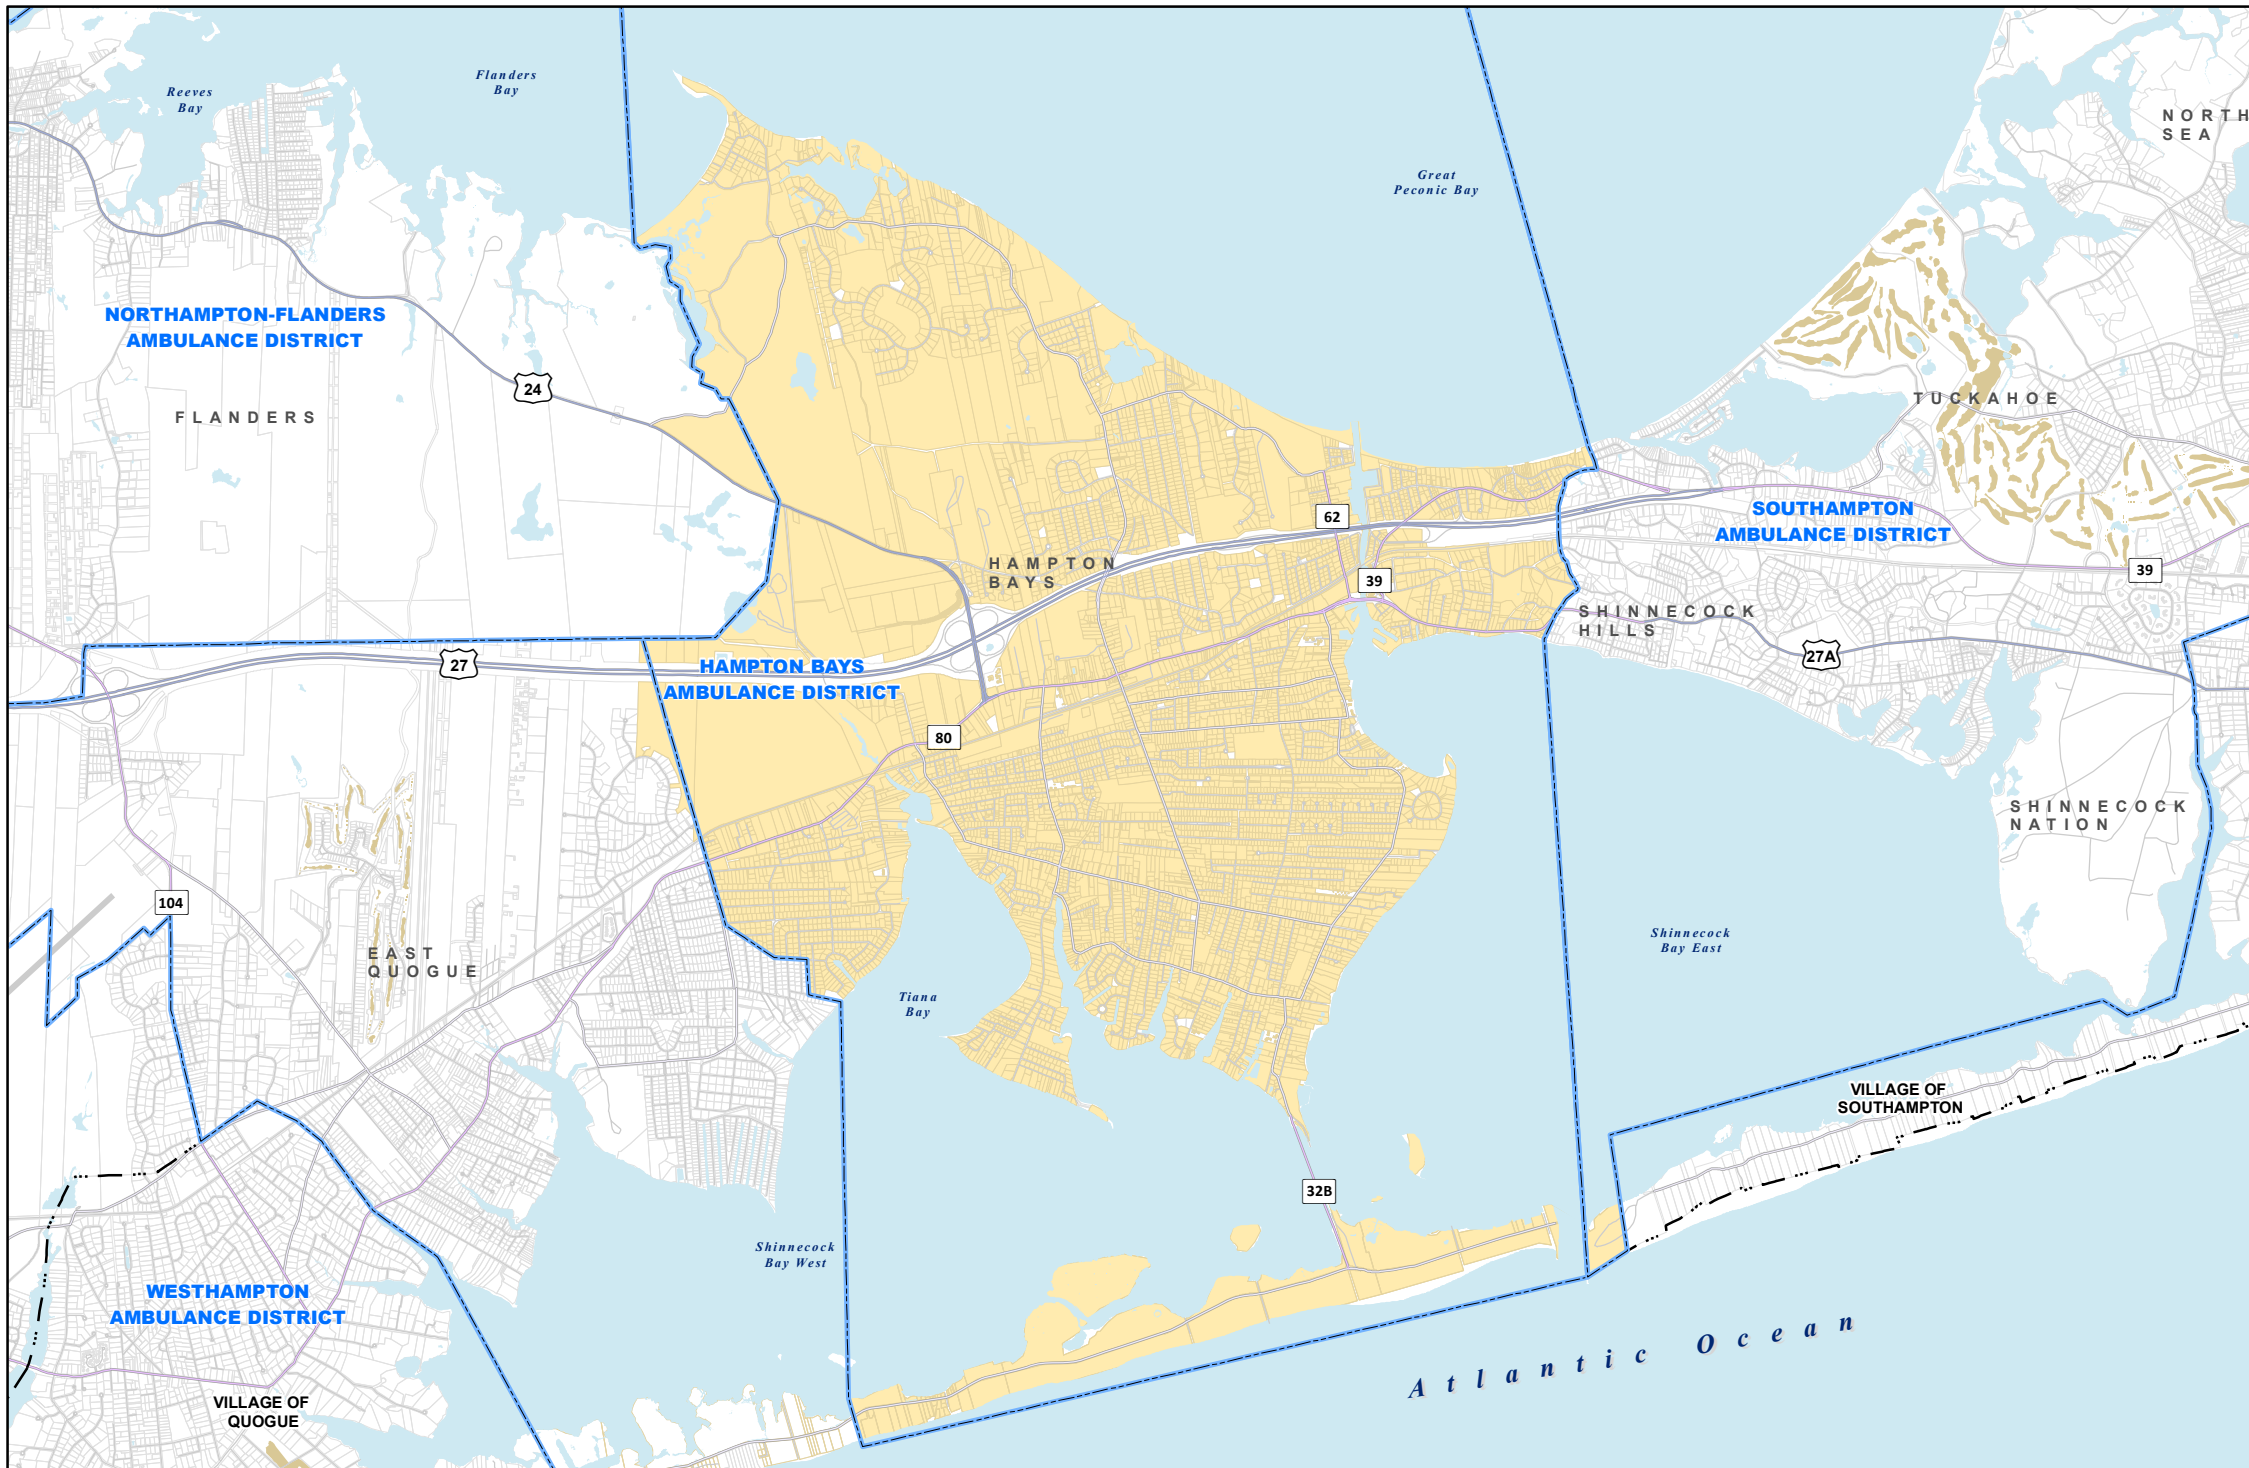 Reeves
Bay
Flanders
Bay
Great
Peconic Bay
NORTH
SEA
NORTHAMPTON-FLANDERS
AMBULANCE DISTRICT
24
FLANDERS
TUCKAHOE
62
SOUTHAMPTON
AMBULANCE DISTRICT
HAMPTON
BAYS
39
39
SHINNECOCK
HILLS
27
27A
HAMPTON BAYS
AMBULANCE DISTRICT
80
SHINNECOCK
NATION
104
EAST
QUOGUE
Shinnecock
Bay East
Tiana
Bay
VILLAGE OF
SOUTHAMPTON
32B
Shinnecock
Bay West
WESTHAMPTON
AMBULANCE DISTRICT
Atlantic Ocean
VILLAGE OF
QUOGUE